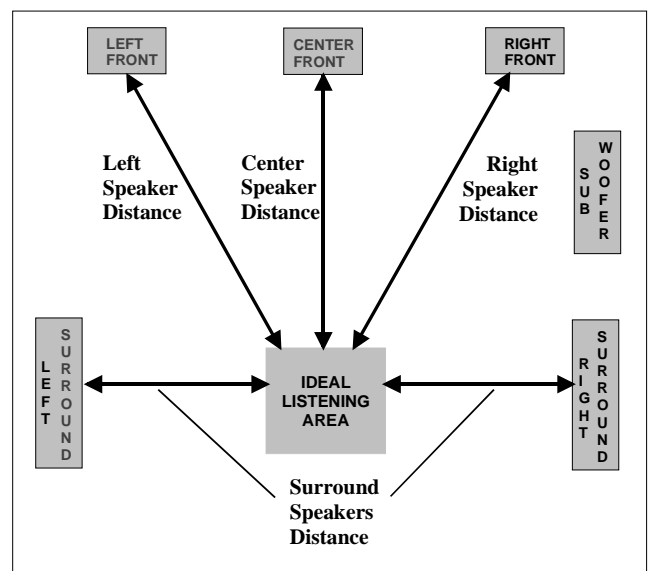 LEFT
FRONT
CENTER
FRONT
RIGHT
FRONT
Left
Speaker
Distance
Center
Speaker
Distance
Right
Speaker
Distance
SUB
WOOFER
LEFT
SURROUND
IDEAL
LISTENING
AREA
RIGHT
SURROUND
Surround
Speakers
Distance